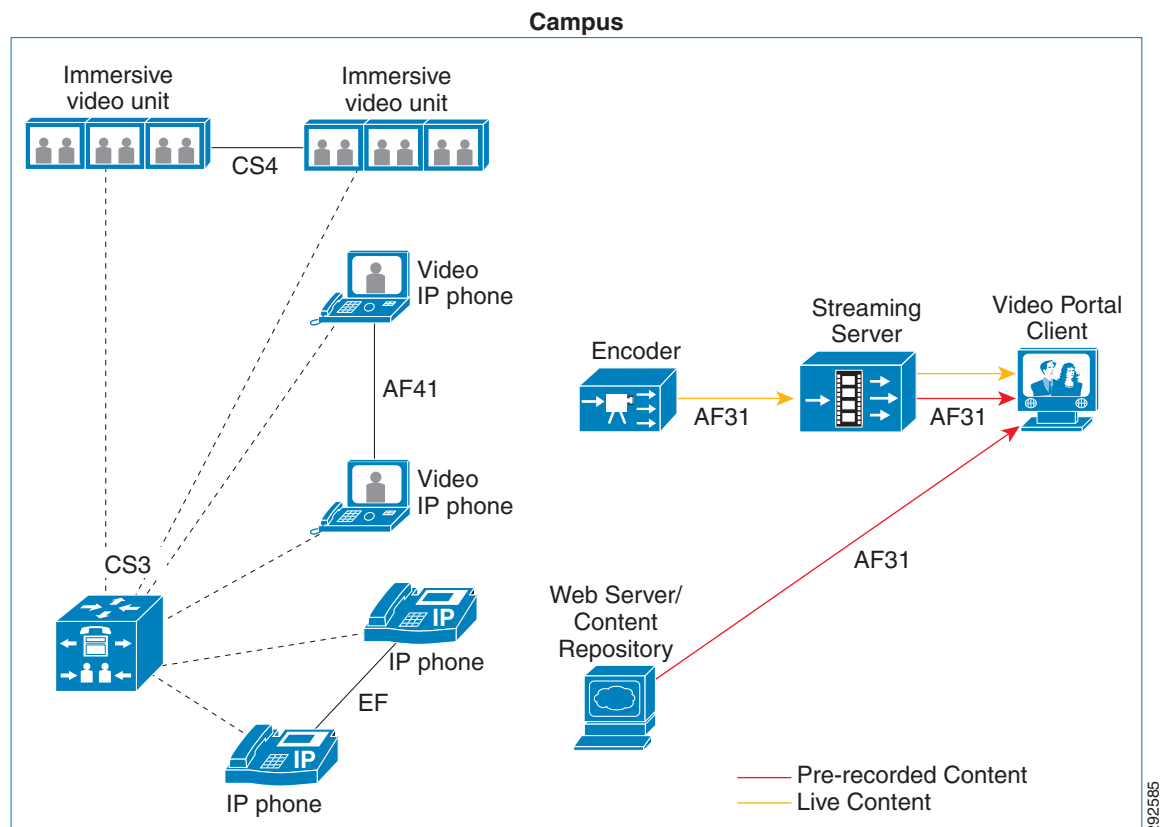 Campus
Immersive
video unit
Immersive
video unit
CS4
Video
IP phone
AF41
Video
IP phone
CS3
IP
IP phone
EF
IP
IP phone
Encoder
AF31
Streaming
Server
AF31
Video Portal
Client
AF31
Web Server/
Content
Repository
Pre-recorded Content
Live Content
292585